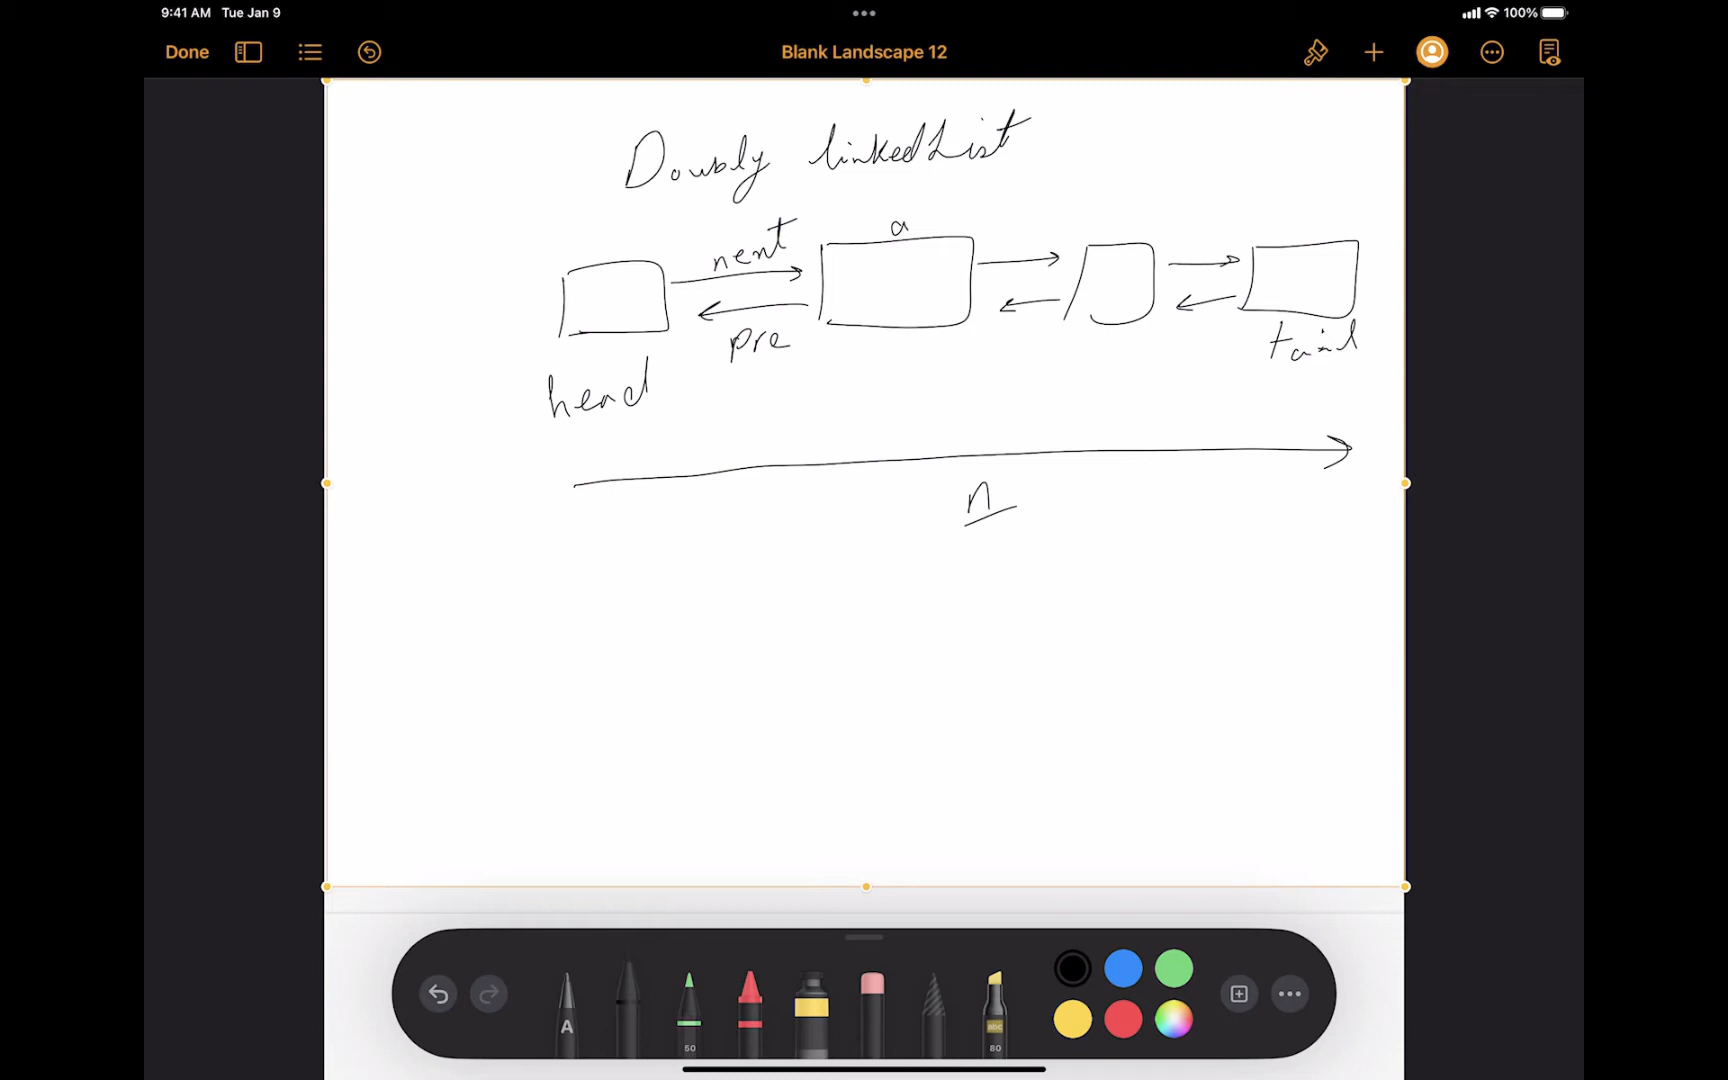 9:41 AM Tue Jan 9 100%
Done Blank Landscape 12
Doubly linkedList
a
next
pre
tail
head
n
A 50 abc 80